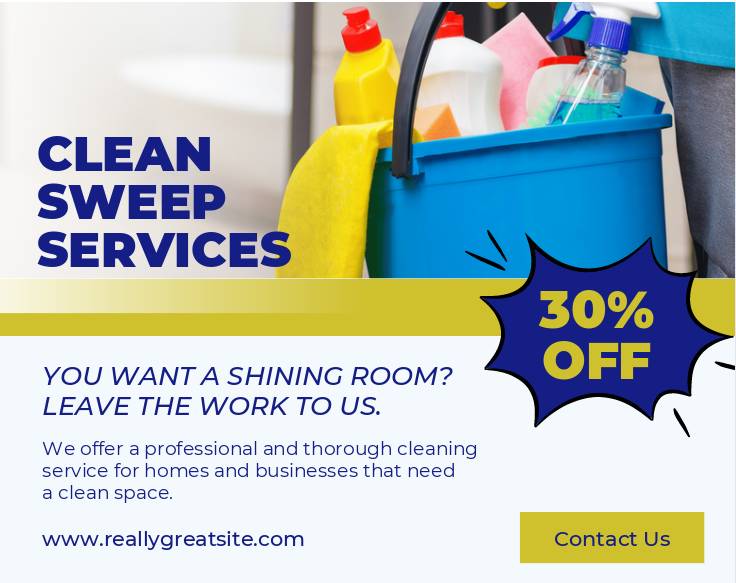 CLEAN
SWEEP
SERVICES
30%
OFF
YOU WANT A SHINING ROOM?
LEAVE THE WORK TO US.
We offer a professional and thorough cleaning
service for homes and businesses that need
a clean space.
www.reallygreatsite.com
Contact Us